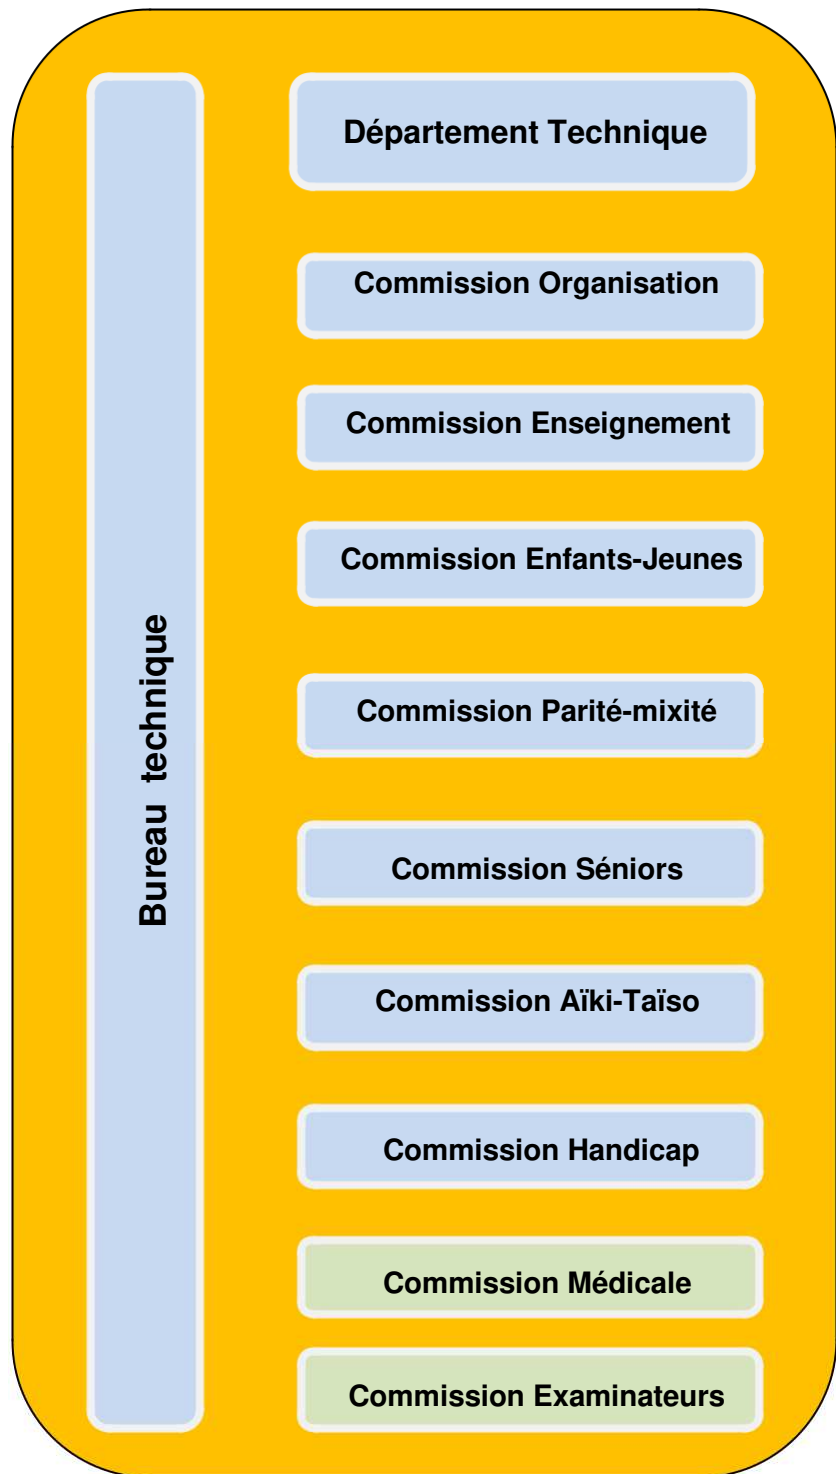 Département Technique
Commission Organisation
Commission Enseignement
Commission Enfants-Jeunes
Commission Parité-mixité
Commission Séniors
Commission Aïki-Taïso
Commission Handicap
Commission Médicale
Commission Examinateurs
Bureau technique